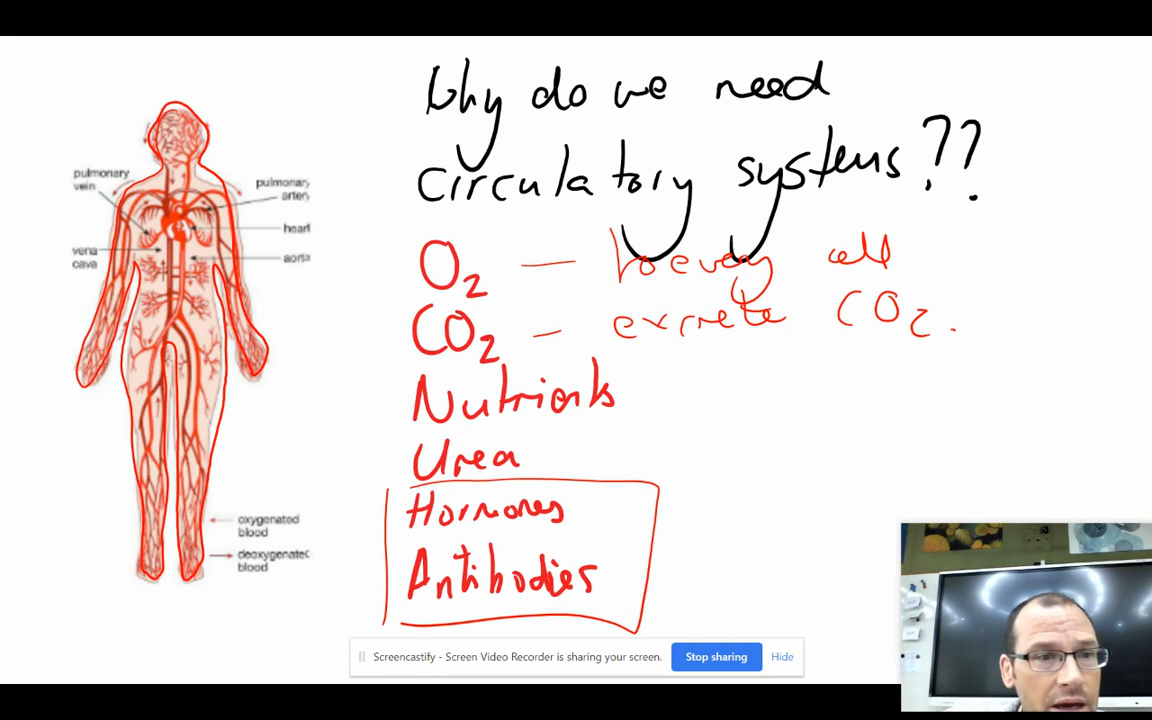 Why do we need
circulatory systems??
pulmonary
vein
pulmonary
artery
heart
vena
cava
aorta
O2 — to every cell
CO2 – excrete CO2.
Nutrients
Urea
Hormones
Antibodies
oxygenated
blood
deoxygenated
blood
Screencastify - Screen Video Recorder is sharing your screen. Stop sharing Hide